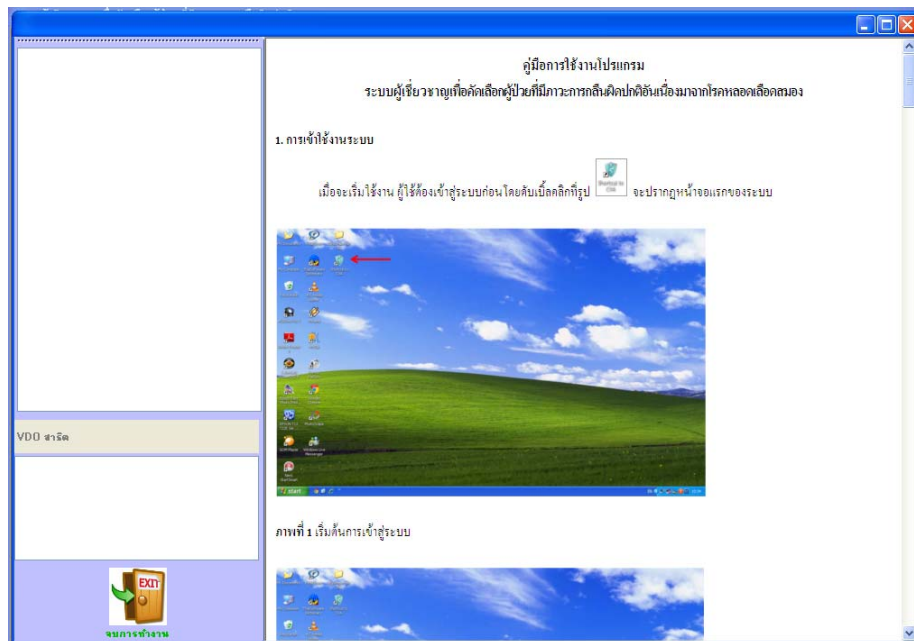 คู่มือการใช้งานโปรแกรม
ระบบผู้เชี่ยวชาญเพื่อคัดเลือกผู้ป่วยที่มีภาวะการกลืนผิดปกติอันเนื่องมาจากโรคหลอดเลือดสมอง
1. การเข้าใช้งานระบบ
เมื่อจะเริ่มใช้งาน ผู้ใช้ต้องเข้าสู่ระบบก่อนโดยดับเบิ้ลคลิกที่รูป จะปรากฏหน้าจอแรกของระบบ
Shortcut to
start
ภาพที่ 1 เริ่มต้นการเข้าสู่ระบบ
VDO สาธิต
EXIT
จบการทำงาน